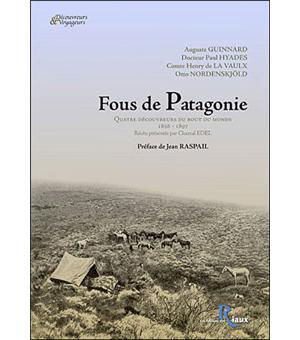 Découvreurs
& Voyageurs
Auguste GUINNARD
Docteur Paul HYADES
Comte Henry de LA VAULX
Otto NORDENSKJÖLD
Fous de Patagonie
QUATRE DÉCOUVREURS DU BOUT DU MONDE
1856 - 1897
Récits présentés par Chantal EDEL
Préface de Jean RASPAIL